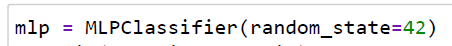 mlp = MLPClassifier(random_state=42)